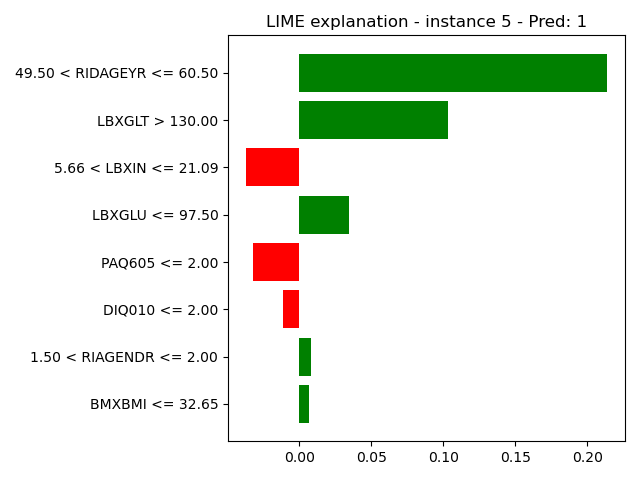 LIME explanation - instance 5 - Pred: 1
49.50 < RIDAGEYR <= 60.50
LBXGLT > 130.00
5.66 < LBXIN <= 21.09
LBXGLU <= 97.50
PAQ605 <= 2.00
DIQ010 <= 2.00
1.50 < RIAGENDR <= 2.00
BMXBMI <= 32.65
0.00 0.05 0.10 0.15 0.20